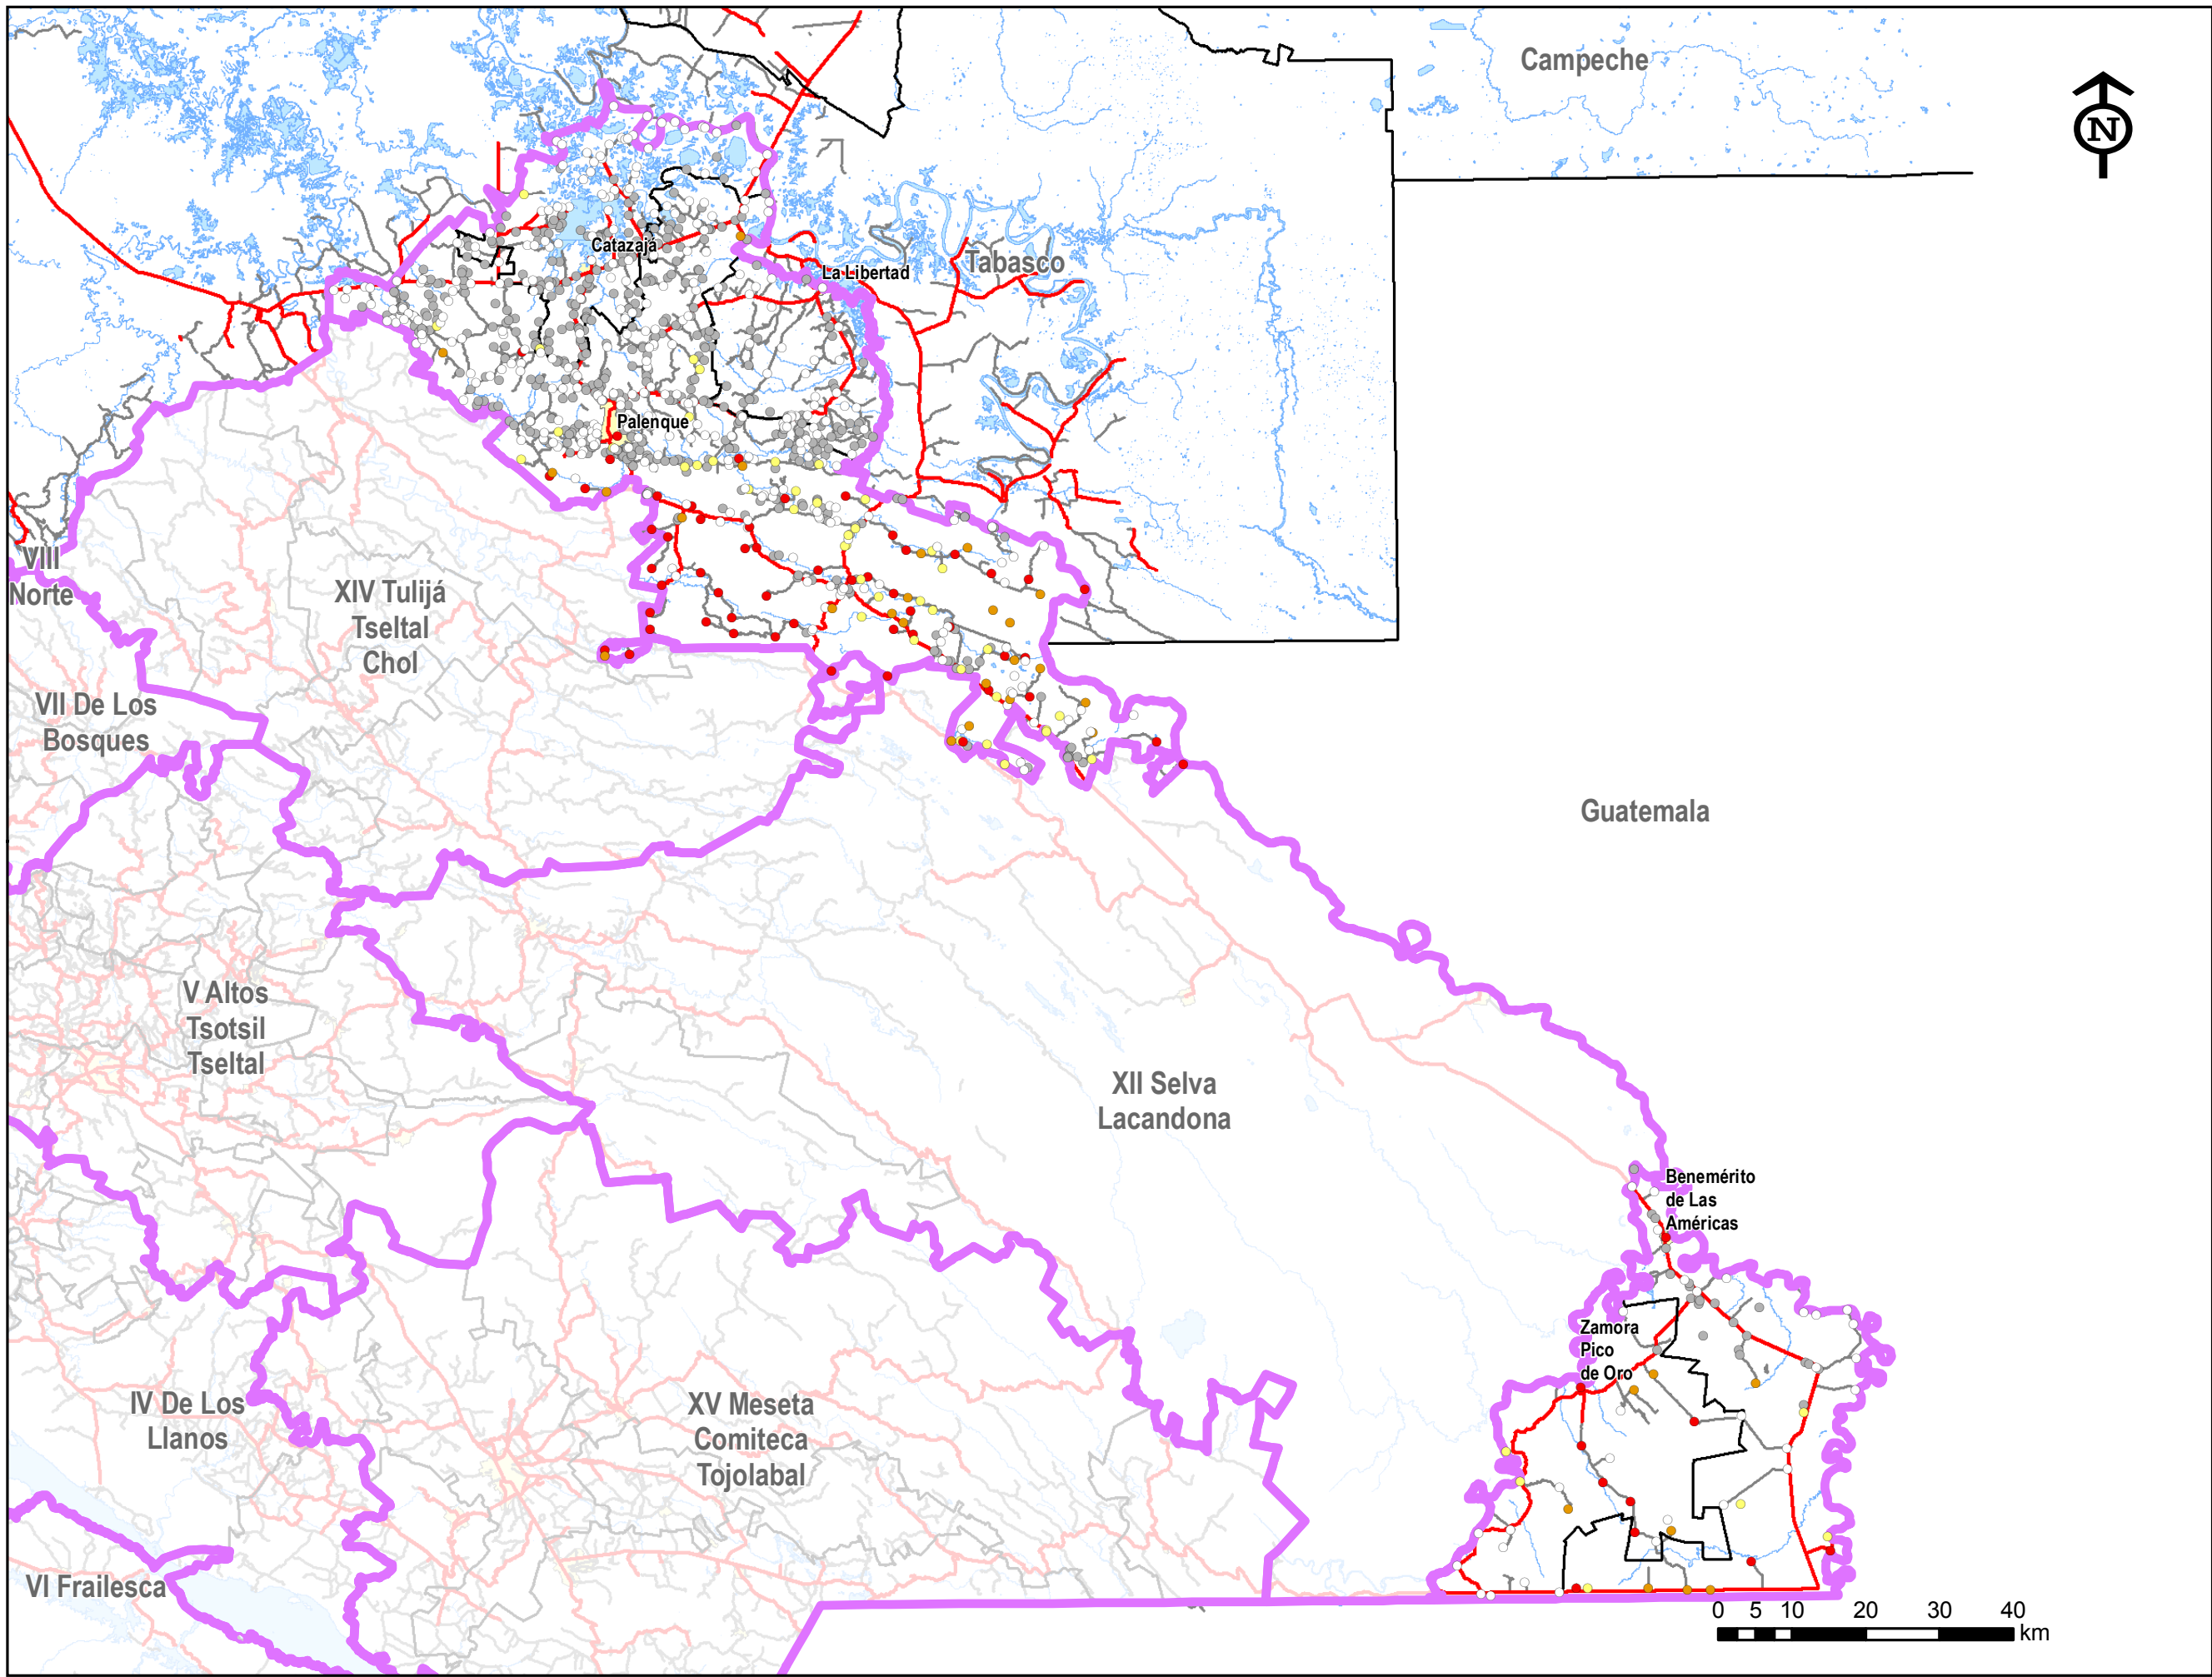 Campeche
N
Catazajá
La Libertad
Tabasco
Palenque
VIII
Norte
XIV Tulijá
Tseltal
Chol
VII De Los
Bosques
Guatemala
V Altos
Tsotsil
Tseltal
XII Selva
Lacandona
Benemérito
de Las
Américas
Zamora
Pico
de Oro
IV De Los
Llanos
XV Meseta
Comiteca
Tojolabal
VI Frailesca
0 5 10 20 30 40
km